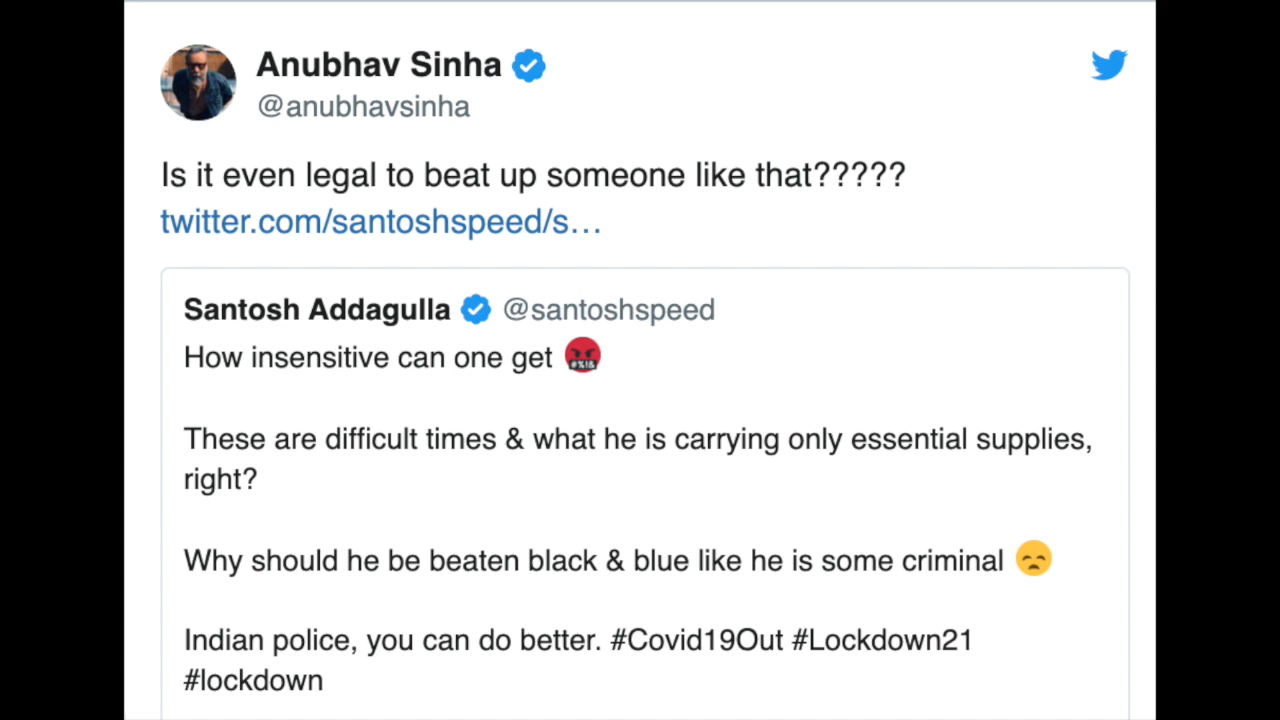 Anubhav Sinha
@anubhavsinha
Is it even legal to beat up someone like that?????
twitter.com/santoshspeed/s…
Santosh Addagulla @santoshspeed
How insensitive can one get
These are difficult times & what he is carrying only essential supplies,
right?
Why should he be beaten black & blue like he is some criminal
Indian police, you can do better. #Covid19Out #Lockdown21
#lockdown